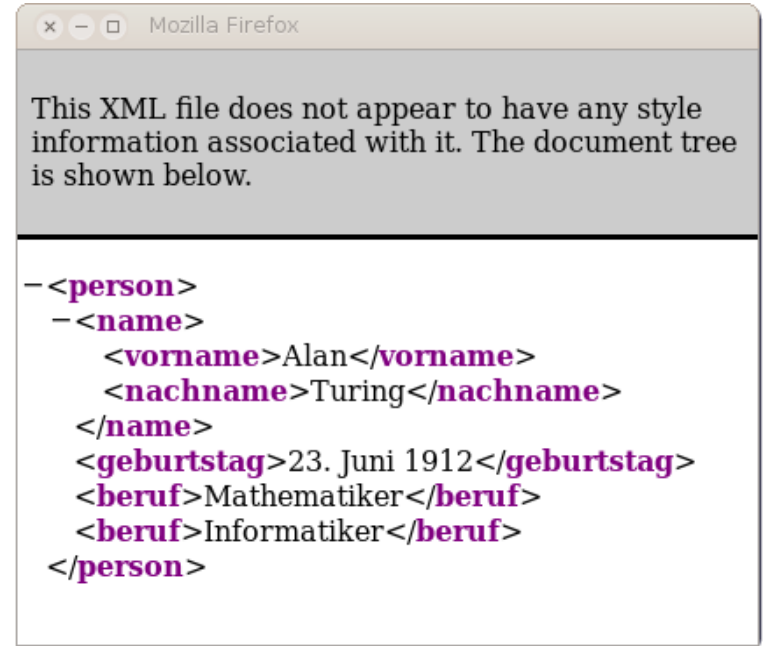 Mozilla Firefox
This XML file does not appear to have any style
information associated with it. The document tree
is shown below.
−<person>
−<name>
<vorname>Alan</vorname>
<nachname>Turing</nachname>
</name>
<geburtstag>23. Juni 1912</geburtstag>
<beruf>Mathematiker</beruf>
<beruf>Informatiker</beruf>
</person>